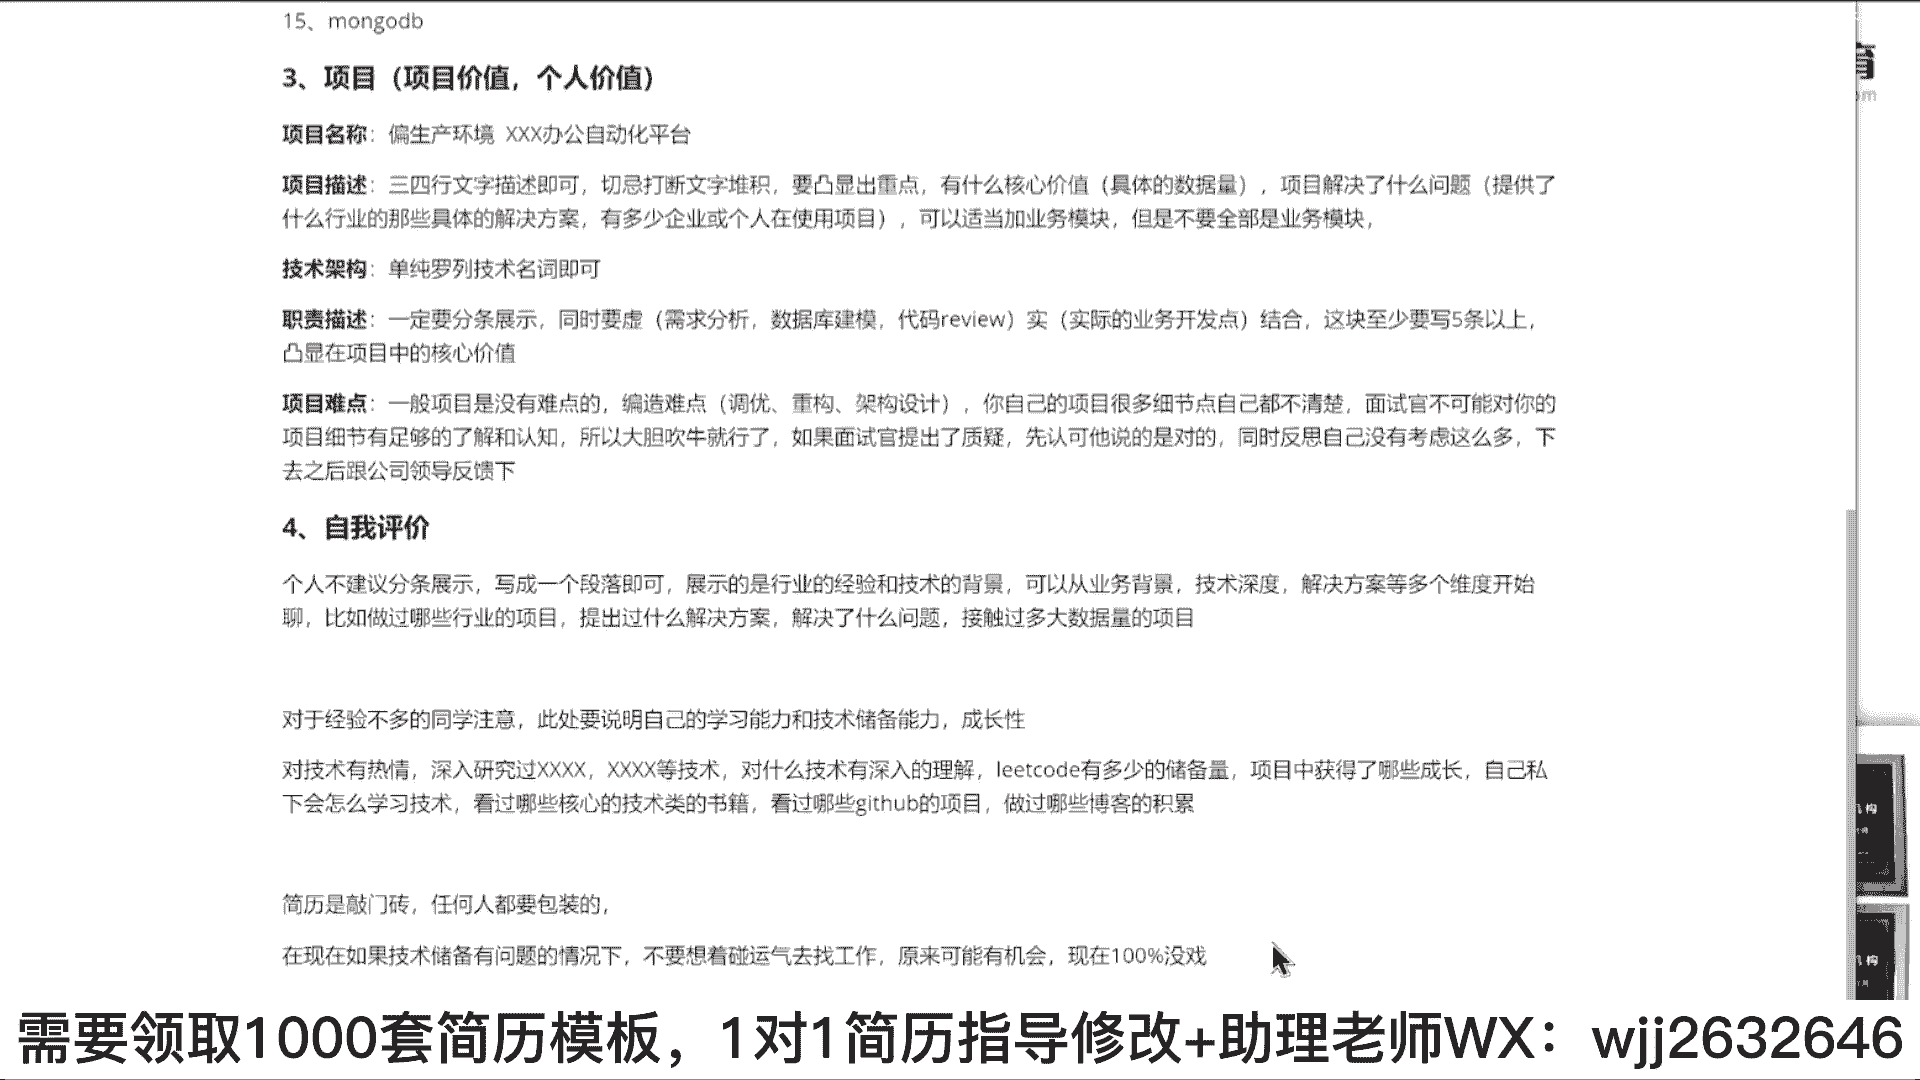 15、mongodb
3、项目（项目价值，个人价值）
项目名称：偏生产环境 XXX办公自动化平台
项目描述：三四行文字描述即可，切忌打断文字堆积，要凸显出重点，有什么核心价值（具体的数据量），项目解决了什么问题（提供了
什么行业的那些具体的解决方案，有多少企业或个人在使用项目），可以适当加业务模块，但是不要全部是业务模块，
技术架构：单纯罗列技术名词即可
职责描述：一定要分条展示，同时要虚（需求分析，数据库建模，代码review）实（实际的业务开发点）结合，这块至少要写5条以上，
凸显在项目中的核心价值
项目难点：一般项目是没有难点的，编造难点（调优、重构、架构设计），你自己的项目很多细节点自己都不清楚，面试官不可能对你的
项目细节有足够的了解和认知，所以大胆吹牛就行了，如果面试官提出了质疑，先认可他说的是对的，同时反思自己没有考虑这么多，下
去之后跟公司领导反馈下
4、自我评价
个人不建议分条展示，写成一个段落即可，展示的是行业的经验和技术的背景，可以从业务背景，技术深度，解决方案等多个维度开始
聊，比如做过哪些行业的项目，提出过什么解决方案，解决了什么问题，接触过多大数据量的项目
对于经验不多的同学注意，此处要说明自己的学习能力和技术储备能力，成长性
对技术有热情，深入研究过XXXX，XXXX等技术，对什么技术有深入的理解，leetcode有多少的储备量，项目中获得了哪些成长，自己私
下会怎么学习技术，看过哪些核心的技术类的书籍，看过哪些github的项目，做过哪些博客的积累
简历是敲门砖，任何人都要包装的，
在现在如果技术储备有问题的情况下，不要想着碰运气去找工作，原来可能有机会，现在100%没戏
育
om
机构
机构
需要领取1000套简历模板，1对1简历指导修改+助理老师WX：wjj2632646